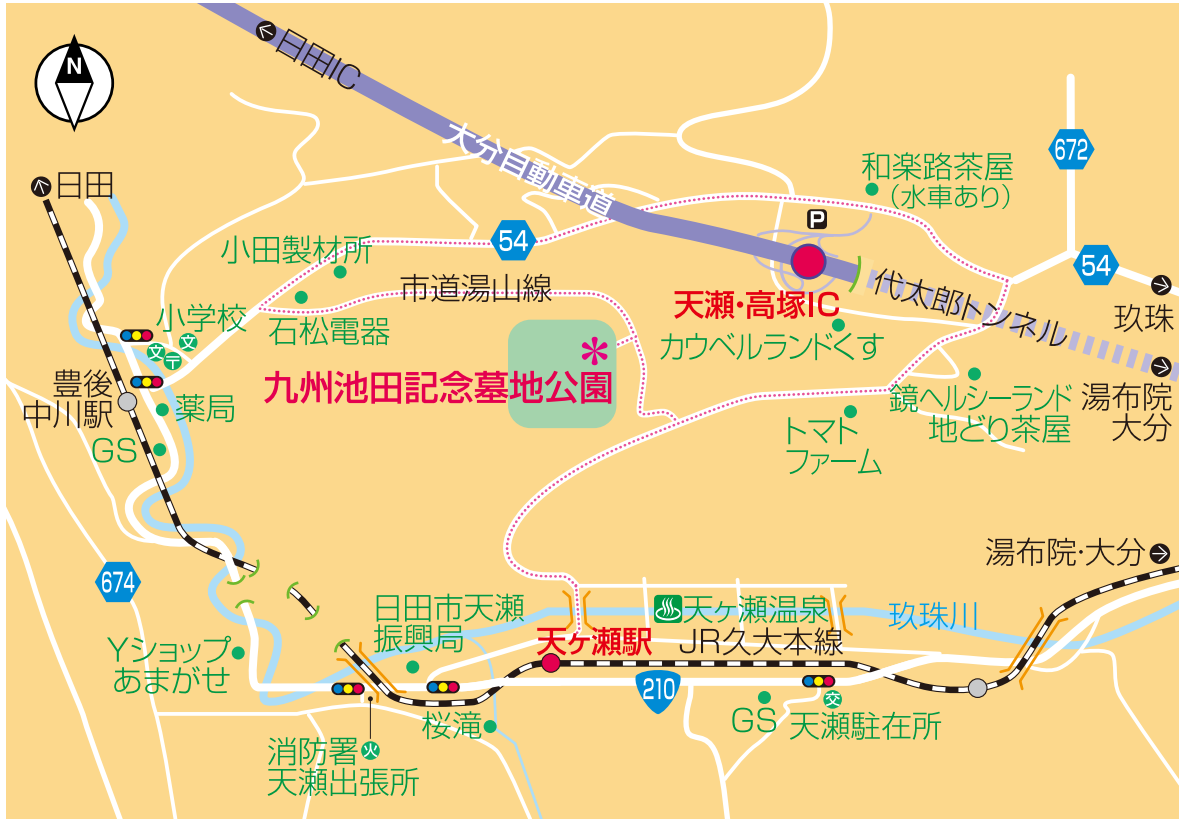 N
日田IC
大分自動車道
672
和楽路茶屋
（水車あり）
日田
P
54
小田製材所
54
市道湯山線
代太郎トンネル
天瀬・高塚IC
玖珠
小学校
文
石松電器
カウベルランドくす
文
〒
九州池田記念墓地公園
豊後
中川駅
薬局
鏡ヘルシーランド
地どり茶屋
湯布院
大分
トマト
ファーム
GS
湯布院・大分
674
日田市天瀬
振興局
天ヶ瀬温泉
玖珠川
Yショップ
あまがせ
天ヶ瀬駅
JR久大本線
210
GS
交
天瀬駐在所
桜滝
消防署
火
天瀬出張所